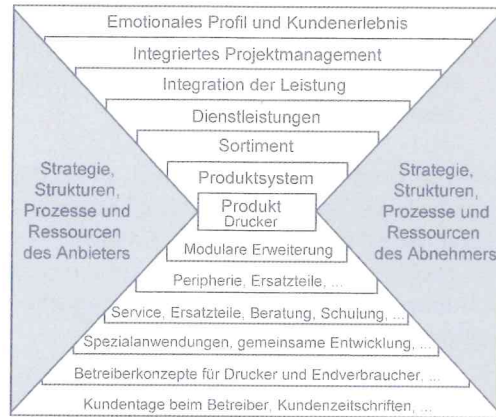 Emotionales Profil und Kundenerlebnis
Integriertes Projektmanagement
Integration der Leistung
Dienstleistungen
Sortiment
Produktsystem
Produkt
Drucker
Modulare Erweiterung
Peripherie, Ersatzteile, ...
Service, Ersatzteile, Beratung, Schulung, ...
Spezialanwendungen, gemeinsame Entwicklung, ...
Betreiberkonzepte für Drucker und Endverbraucher, ...
Kundentage beim Betreiber, Kundenzeitschriften, ...
Strategie,
Strukturen,
Prozesse und
Ressourcen
des Anbieters
Strategie,
Strukturen,
Prozesse und
Ressourcen
des Abnehmers